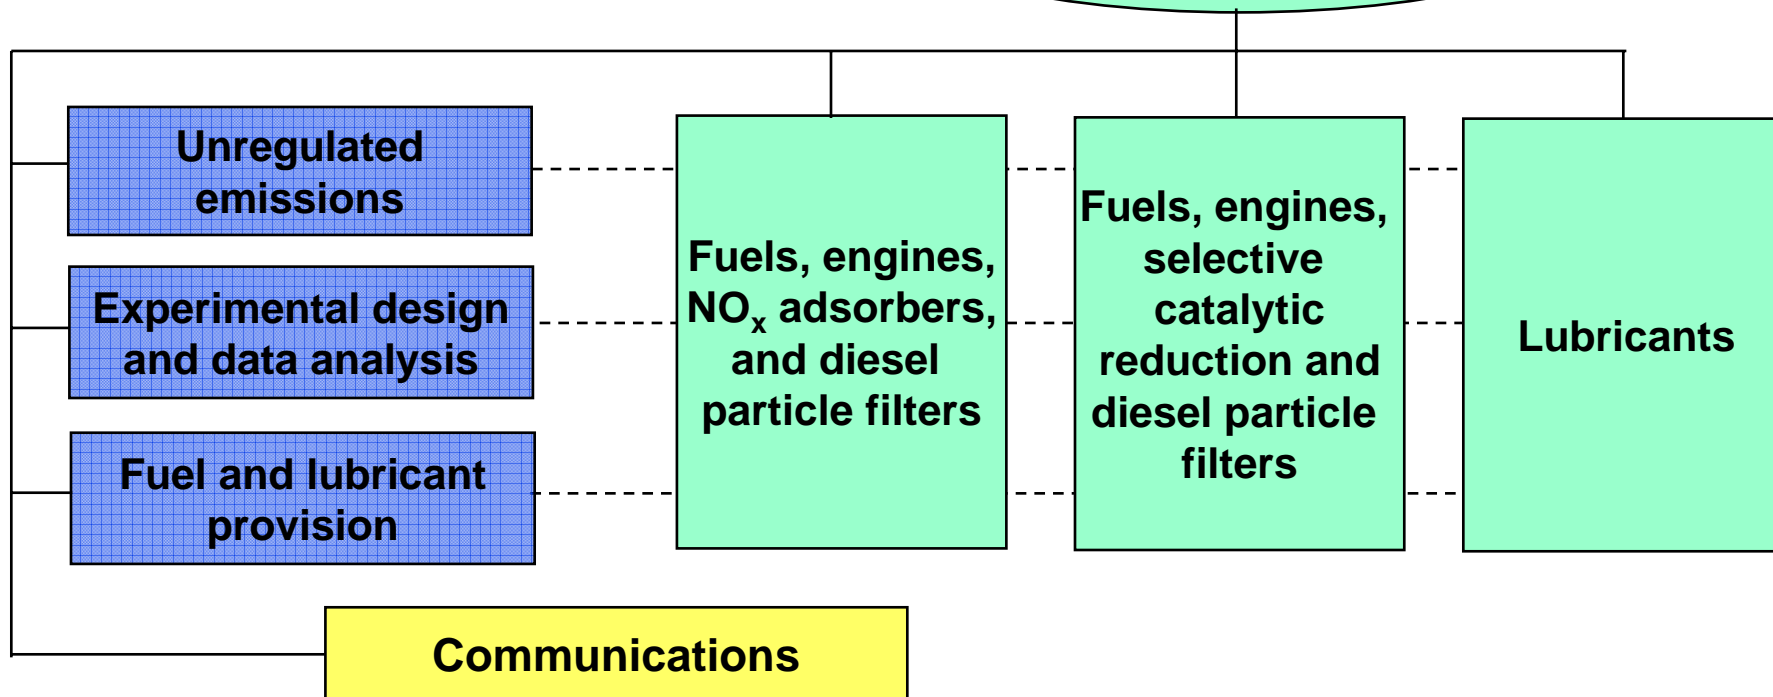 Unregulated
emissions
Experimental design
and data analysis
Fuel and lubricant
provision
Fuels, engines,
NOx adsorbers,
and diesel
particle filters
Fuels, engines,
selective
catalytic
reduction and
diesel particle
filters
Lubricants
Communications